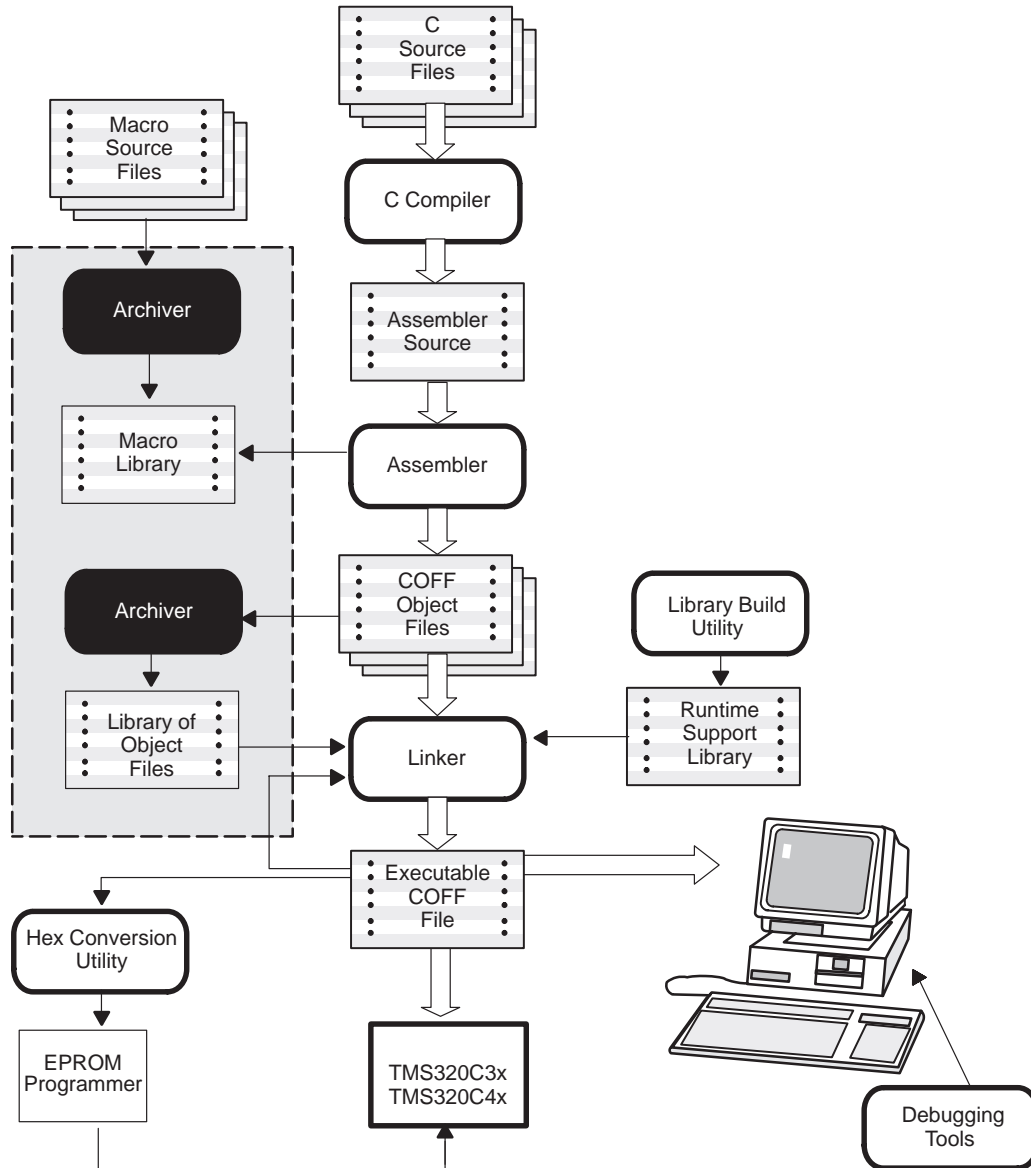 C
Source
Files
Macro
Source
Files
C Compiler
Archiver
Assembler
Source
Macro
Library
Assembler
Archiver
COFF
Object
Files
Library Build
Utility
Library of
Object
Files
Linker
Runtime
Support
Library
Executable
COFF
File
Hex Conversion
Utility
EPROM
Programmer
TMS320C3x
TMS320C4x
Debugging
Tools